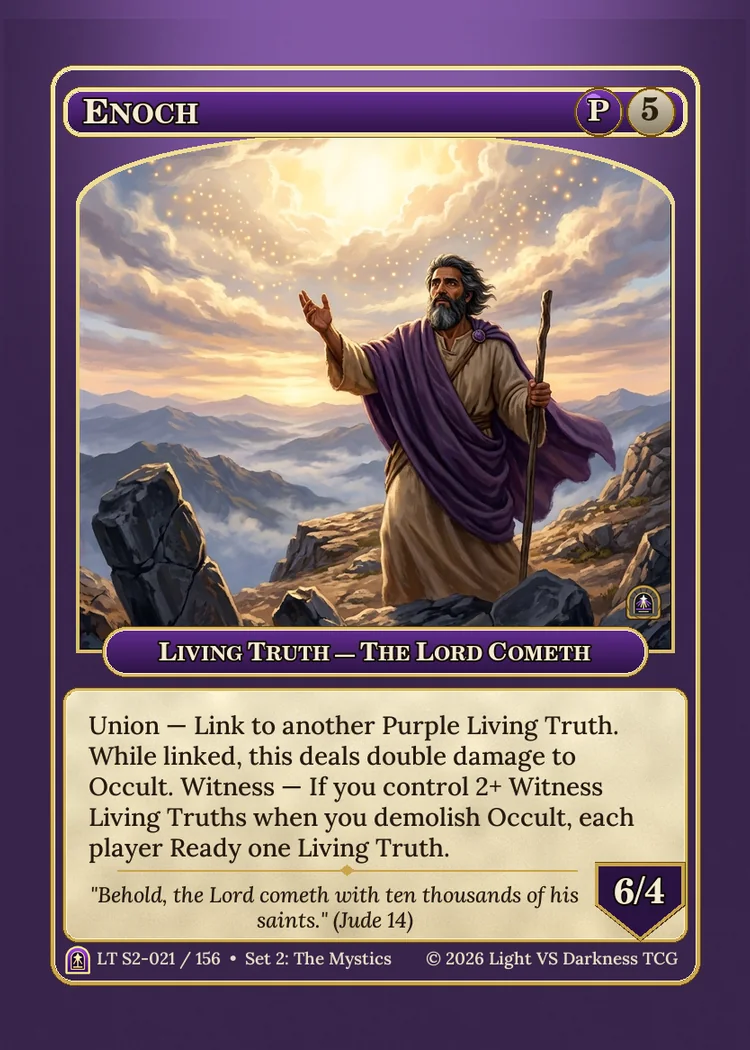 Enoch
P 5
Living Truth — The Lord Cometh
Union — Link to another Purple Living Truth.
While linked, this deals double damage to
Occult. Witness — If you control 2+ Witness
Living Truths when you demolish Occult, each
player Ready one Living Truth.
"Behold, the Lord cometh with ten thousands of his
saints." (Jude 14)
6/4
LT S2-021 / 156 • Set 2: The Mystics © 2026 Light VS Darkness TCG